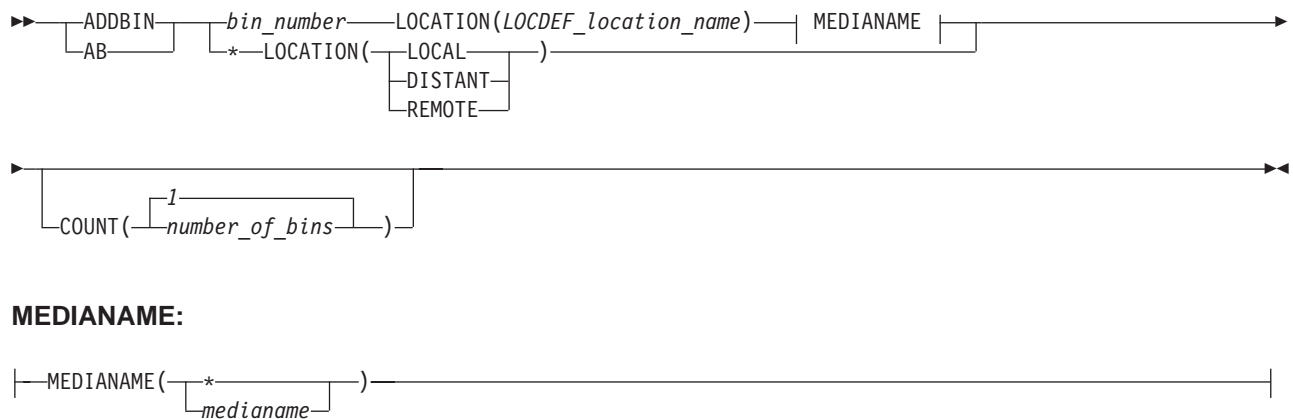 ADDBIN bin_number LOCATION(LOCDEF_location_name) MEDIANAME
AB * LOCATION( LOCAL )
DISTANT
REMOTE
1
COUNT( number_of_bins )
MEDIANAME:
MEDIANAME( * )
medianame